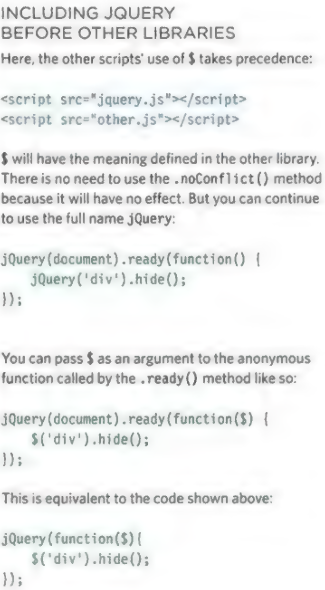 INCLUDING JQUERY
BEFORE OTHER LIBRARIES
Here, the other scripts' use of $ takes precedence:
<script src="jquery.js"></script>
<script src="other.js"></script>
$ will have the meaning defined in the other library.
There is no need to use the .noConflict() method
because it will have no effect. But you can continue
to use the full name jQuery:
jQuery(document).ready(function() {
    jQuery('div').hide();
});
You can pass $ as an argument to the anonymous
function called by the .ready() method like so:
jQuery(document).ready(function($) {
    $('div').hide();
});
This is equivalent to the code shown above:
jQuery(function($){
    $('div').hide();
});